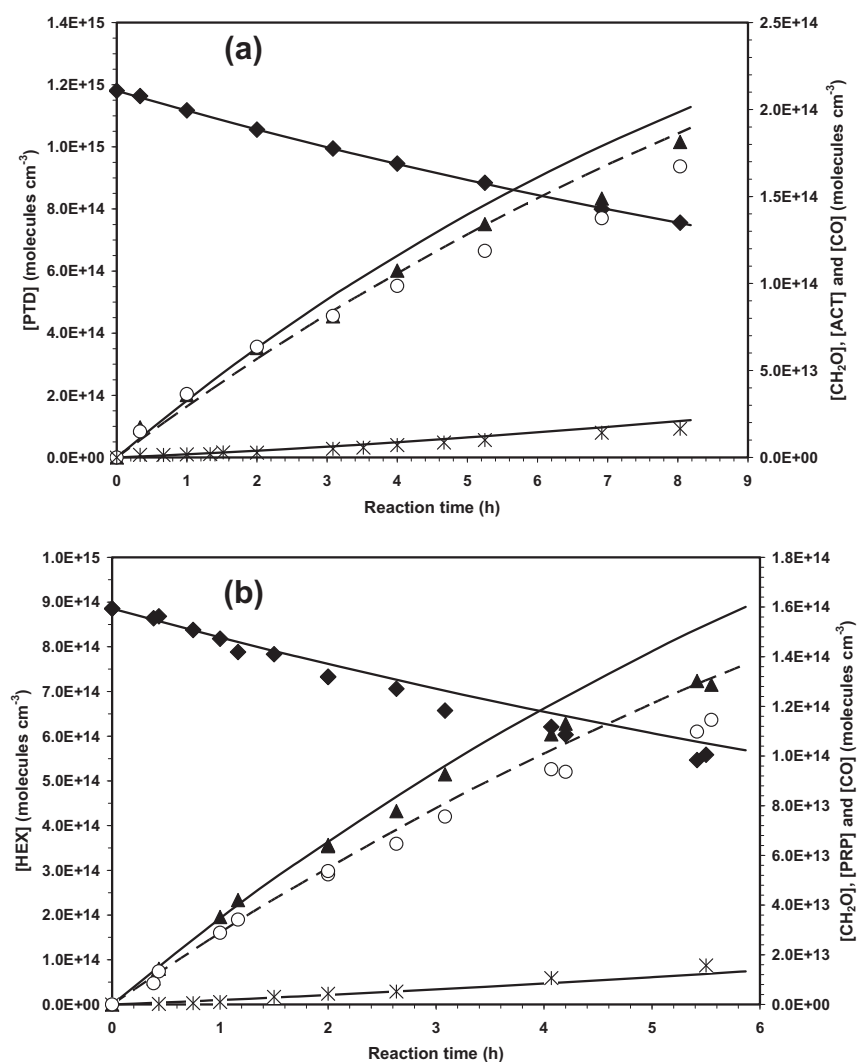 (a)
1.4E+15
1.2E+15
1.0E+15
8.0E+14
6.0E+14
4.0E+14
2.0E+14
0.0E+00
[PTD] (molecules cm⁻³)
2.5E+14
2.0E+14
1.5E+14
1.0E+14
5.0E+13
0.0E+00
[CH₂O], [ACT] and [CO] (molecules cm⁻³)
0 1 2 3 4 5 6 7 8 9
Reaction time (h)
(b)
1.0E+15
9.0E+14
8.0E+14
7.0E+14
6.0E+14
5.0E+14
4.0E+14
3.0E+14
2.0E+14
1.0E+14
0.0E+00
[HEX] (molecules cm⁻³)
1.8E+14
1.6E+14
1.4E+14
1.2E+14
1.0E+14
8.0E+13
6.0E+13
4.0E+13
2.0E+13
0.0E+00
[CH₂O], [PRP] and [CO] (molecules cm⁻³)
0 1 2 3 4 5 6
Reaction time (h)